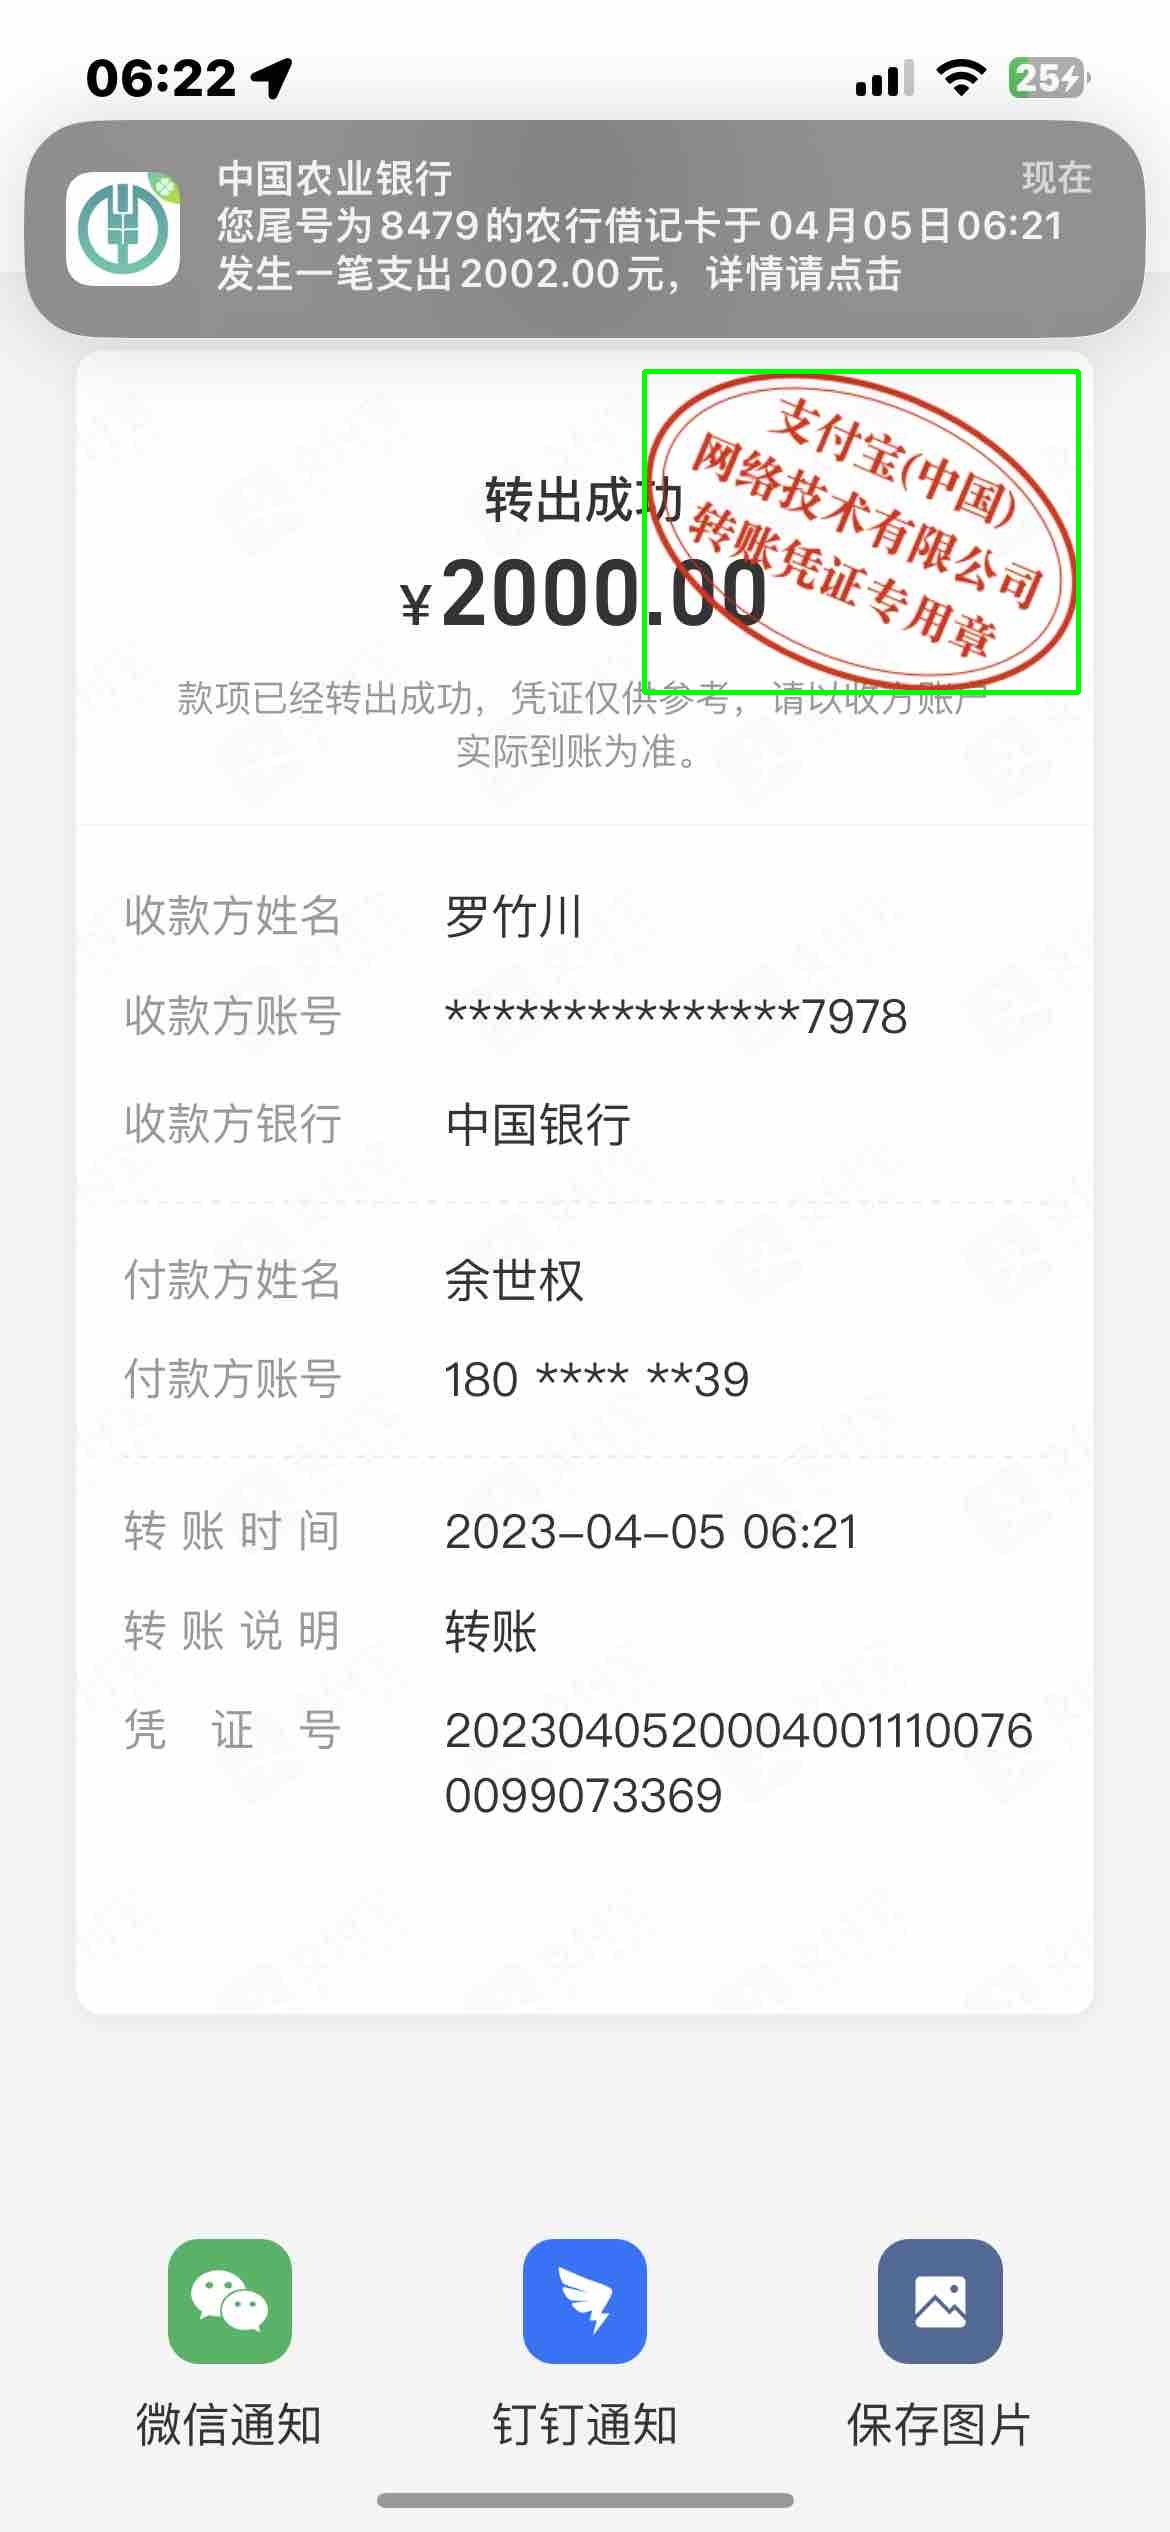 06:22
25
中国农业银行 现在
您尾号为8479的农行借记卡于04月05日06:21
发生一笔支出2002.00元，详情请点击
支付宝(中国)
网络技术有限公司
转账凭证专用章
转出成功
¥2000.00
款项已经转出成功，凭证仅供参考，请以收方账户
实际到账为准。
收款方姓名 罗竹川
收款方账号 ***************7978
收款方银行 中国银行
付款方姓名 余世权
付款方账号 180 **** **39
转账时间 2023-04-05 06:21
转账说明 转账
凭证号 2023040520004001110076
0099073369
微信通知 钉钉通知 保存图片